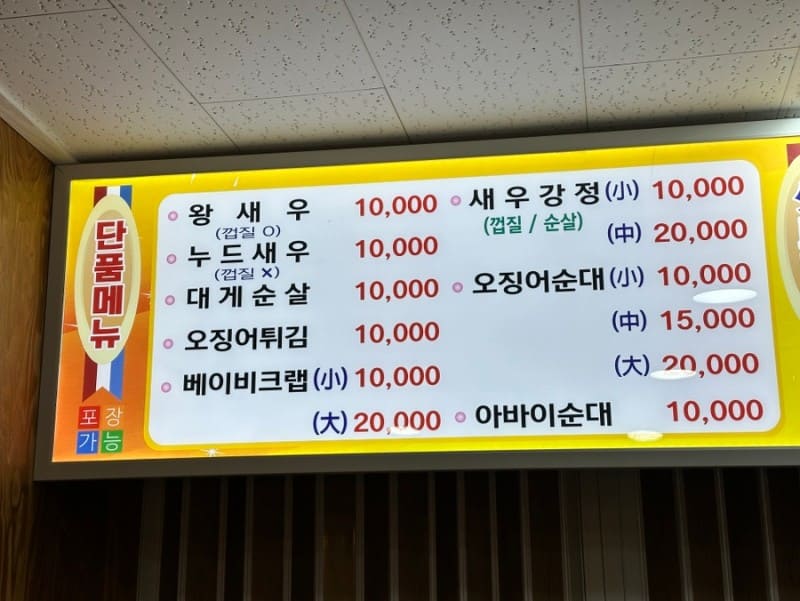 단품메뉴
포장
가능
왕새우 10,000
(껍질 O)
누드새우 10,000
(껍질 ×)
대게순살 10,000
오징어튀김 10,000
베이비크랩 (小) 10,000
(大) 20,000
새우강정 (小) 10,000
(껍질 / 순살)
(中) 20,000
오징어순대 (小) 10,000
(中) 15,000
(大) 20,000
아바이순대 10,000